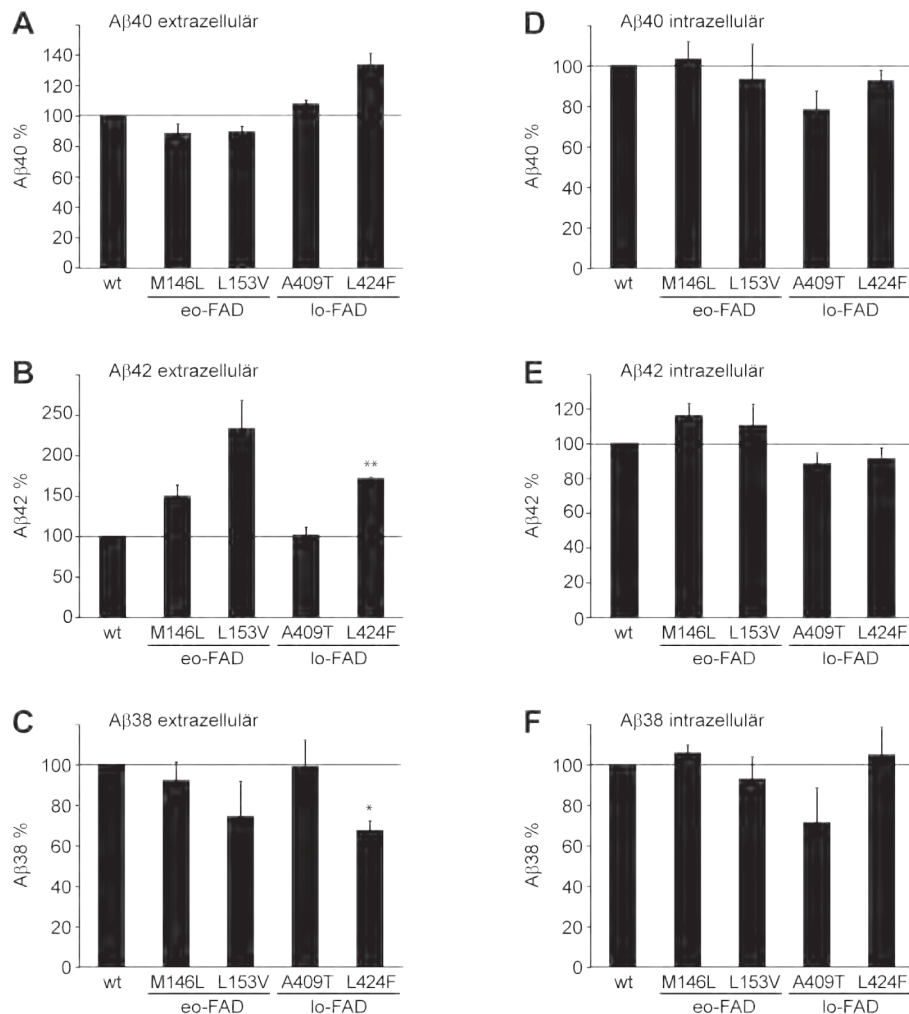 A Aβ40 extrazellulär
140
120
100
80
60
40
20
0
Aβ40 %
wt M146L L153V A409T L424F
eo-FAD lo-FAD
D Aβ40 intrazellulär
100
80
60
40
20
0
Aβ40 %
wt M146L L153V A409T L424F
eo-FAD lo-FAD
B Aβ42 extrazellulär
250
200
150
100
50
0
Aβ42 %
**
wt M146L L153V A409T L424F
eo-FAD lo-FAD
E Aβ42 intrazellulär
120
100
80
60
40
20
0
Aβ42 %
wt M146L L153V A409T L424F
eo-FAD lo-FAD
C Aβ38 extrazellulär
100
80
60
40
20
0
Aβ38 %
*
wt M146L L153V A409T L424F
eo-FAD lo-FAD
F Aβ38 intrazellulär
100
80
60
40
20
0
Aβ38 %
wt M146L L153V A409T L424F
eo-FAD lo-FAD